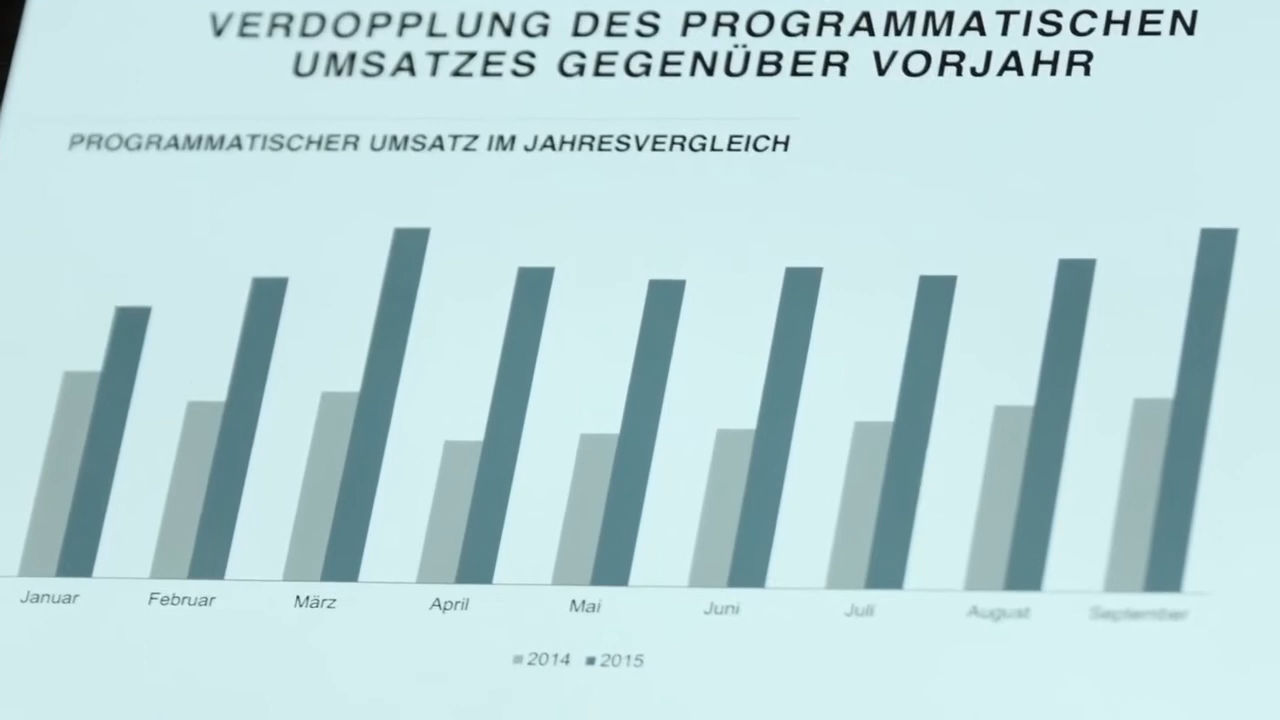 VERDOPPLUNG DES PROGRAMMATISCHEN
UMSATZES GEGENÜBER VORJAHR
PROGRAMMATISCHER UMSATZ IM JAHRESVERGLEICH
Januar Februar März April Mai Juni Juli August September
2014 2015